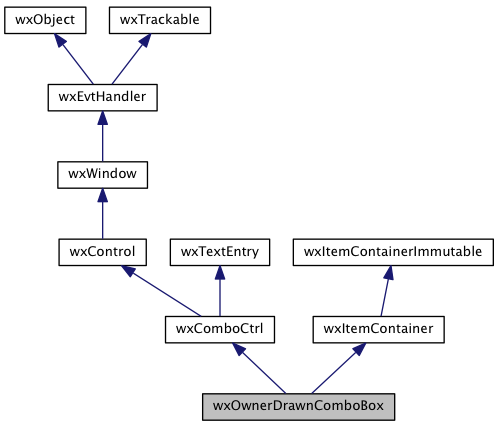 wxObject
wxTrackable
wxEvtHandler
wxWindow
wxControl
wxTextEntry
wxItemContainerImmutable
wxComboCtrl
wxItemContainer
wxOwnerDrawnComboBox